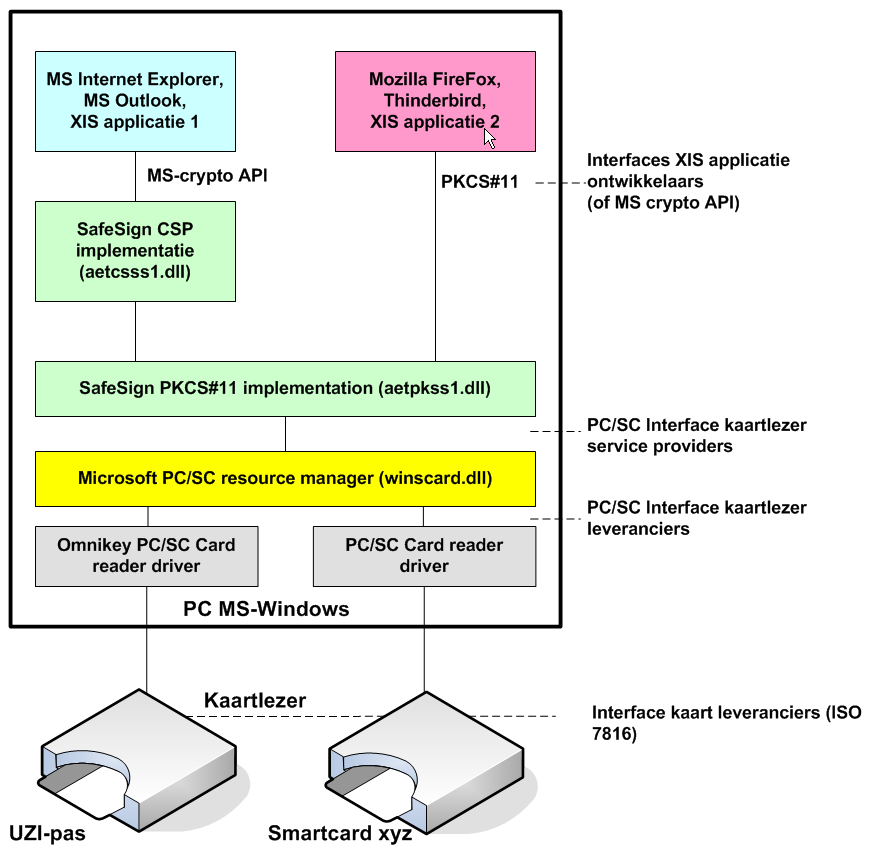 MS Internet Explorer,
MS Outlook,
XIS applicatie 1
Mozilla FireFox,
Thinderbird,
XIS applicatie 2
MS-crypto API
PKCS#11
Interfaces XIS applicatie
ontwikkelaars
(of MS crypto API)
SafeSign CSP
implementatie
(aetcsss1.dll)
SafeSign PKCS#11 implementation (aetpkss1.dll)
PC/SC Interface kaartlezer
service providers
Microsoft PC/SC resource manager (winscard.dll)
PC/SC Interface kaartlezer
leveranciers
Omnikey PC/SC Card
reader driver
PC/SC Card reader
driver
PC MS-Windows
Kaartlezer
Interface kaart leveranciers (ISO
7816)
UZI-pas
Smartcard xyz